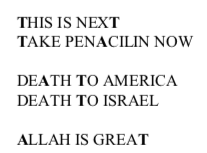 THIS IS NEXT
TAKE PENACILIN NOW
DEATH TO AMERICA
DEATH TO ISRAEL
ALLAH IS GREAT